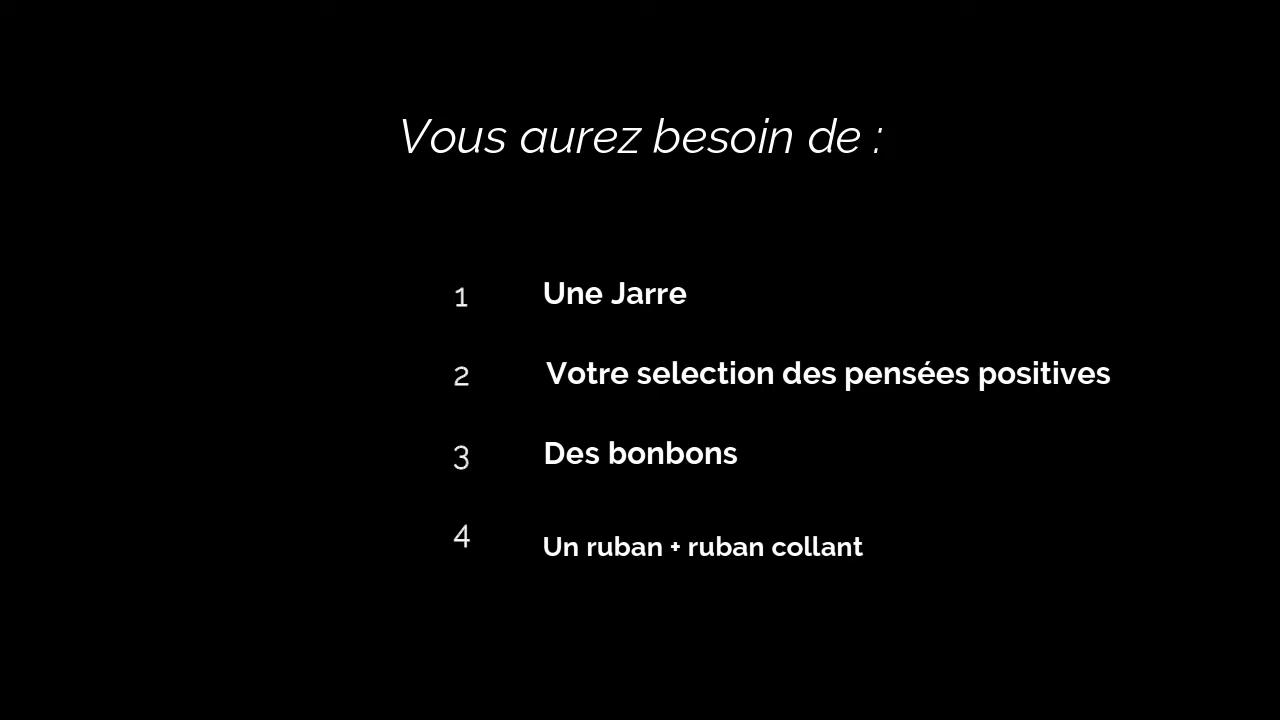 Vous aurez besoin de :
1 Une Jarre
2 Votre selection des pensées positives
3 Des bonbons
4 Un ruban + ruban collant